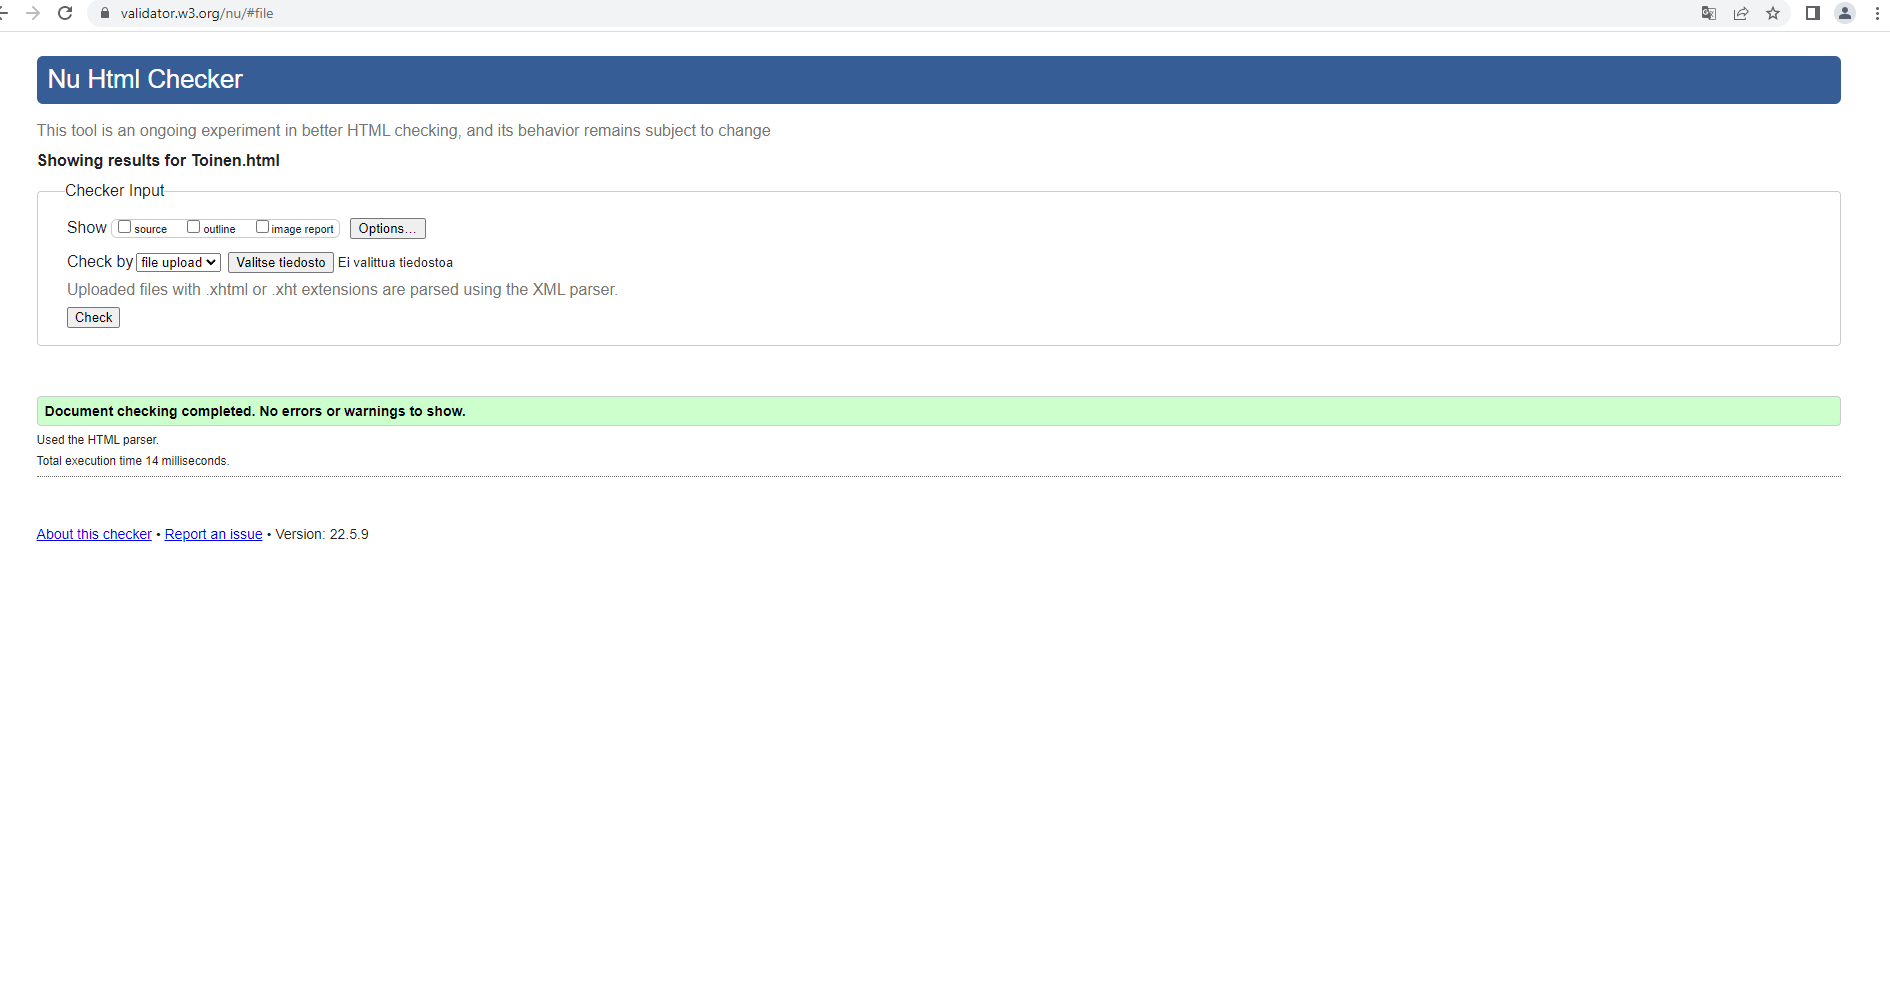 validator.w3.org/nu/#file
Nu Html Checker
This tool is an ongoing experiment in better HTML checking, and its behavior remains subject to change
Showing results for Toinen.html
Checker Input
Show source outline image report Options...
Check by file upload Valitse tiedosto Ei valittua tiedostoa
Uploaded files with .xhtml or .xht extensions are parsed using the XML parser.
Check
Document checking completed. No errors or warnings to show.
Used the HTML parser.
Total execution time 14 milliseconds.
About this checker • Report an issue • Version: 22.5.9